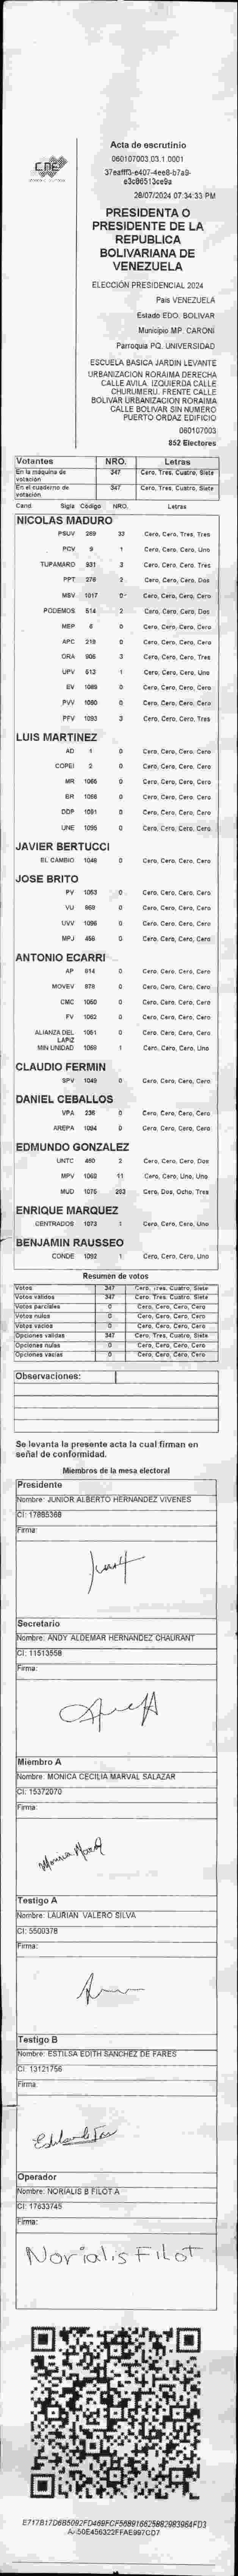 CNE
Acta de escrutinio
060107003.03.1.0001
37eafff3-e407-4ee8-b7a9-
e3c86513ce9a
28/07/2024 07:34:33 PM
PRESIDENTA O
PRESIDENTE DE LA
REPUBLICA
BOLIVARIANA DE
VENEZUELA
ELECCIÓN PRESIDENCIAL 2024
Pais VENEZUELA
Estado EDO. BOLIVAR
Municipio MP. CARONI
Parroquia PQ. UNIVERSIDAD
ESCUELA BASICA JARDIN LEVANTE
URBANIZACION RORAIMA DERECHA
CALLE AVILA. IZQUIERDA CALLE
CHURUMERU. FRENTE CALLE
BOLIVAR URBANIZACION RORAIMA
CALLE BOLIVAR SIN NUMERO
PUERTO ORDAZ EDIFICIO
060107003
852 Electores
Votantes NRO. Letras
En la maquina de votación 347 Cero, Tres, Cuatro, Siete
En el cuaderno de votación 347 Cero, Tres, Cuatro, Siete
Cand Sigla Código NRO. Letras
NICOLAS MADURO
PSUV 269 33 Cero, Cero, Tres, Tres
PCV 9 1 Cero, Cero, Cero, Uno
TUPAMARO 931 3 Cero, Cero, Cero, Tres
PPT 276 2 Cero, Cero, Cero, Dos
MSV 1017 0 Cero, Cero, Cero, Cero
PODEMOS 514 2 Cero, Cero, Cero, Dos
MEP 6 0 Cero, Cero, Cero, Cero
APC 219 0 Cero, Cero, Cero, Cero
ORA 906 3 Cero, Cero, Cero, Tres
UPV 513 1 Cero, Cero, Cero, Uno
EV 1089 0 Cero, Cero, Cero, Cero
PVV 1090 0 Cero, Cero, Cero, Cero
PFV 1093 3 Cero, Cero, Cero, Tres
LUIS MARTINEZ
AD 1 0 Cero, Cero, Cero, Cero
COPEI 2 0 Cero, Cero, Cero, Cero
MR 1066 0 Cero, Cero, Cero, Cero
BR 1098 0 Cero, Cero, Cero, Cero
DDP 1091 0 Cero, Cero, Cero, Cero
UNE 1095 0 Cero, Cero, Cero, Cero
JAVIER BERTUCCI
EL CAMBIO 1048 0 Cero, Cero, Cero, Cero
JOSE BRITO
PV 1053 0 Cero, Cero, Cero, Cero
VU 868 0 Cero, Cero, Cero, Cero
UVV 1096 0 Cero, Cero, Cero, Cero
MPJ 456 0 Cero, Cero, Cero, Cero
ANTONIO ECARRI
AP 914 0 Cero, Cero, Cero, Cero
MOVEV 878 0 Cero, Cero, Cero, Cero
CMC 1050 0 Cero, Cero, Cero, Cero
FV 1062 0 Cero, Cero, Cero, Cero
ALIANZA DEL LAPIZ 1051 0 Cero, Cero, Cero, Cero
MIN UNIDAD 1058 1 Cero, Cero, Cero, Uno
CLAUDIO FERMIN
SPV 1049 0 Cero, Cero, Cero, Cero
DANIEL CEBALLOS
VPA 236 0 Cero, Cero, Cero, Cero
AREPA 1094 0 Cero, Cero, Cero, Cero
EDMUNDO GONZALEZ
UNTC 460 2 Cero, Cero, Cero, Dos
MPV 1068 11 Cero, Cero, Uno, Uno
MUD 1075 283 Cero, Dos, Ocho, Tres
ENRIQUE MARQUEZ
CENTRADOS 1073 1 Cero, Cero, Cero, Uno
BENJAMIN RAUSSEO
CONDE 1092 1 Cero, Cero, Cero, Uno
Resumen de votos
Votos 347 Cero, Tres, Cuatro, Siete
Votos válidos 347 Cero, Tres, Cuatro, Siete
Votos parciales 0 Cero, Cero, Cero, Cero
Votos nulos 0 Cero, Cero, Cero, Cero
Votos vacíos 0 Cero, Cero, Cero, Cero
Opciones validas 347 Cero, Tres, Cuatro, Siete
Opciones nulas 0 Cero, Cero, Cero, Cero
Opciones vacías 0 Cero, Cero, Cero, Cero
Observaciones:
Se levanta la presente acta la cual firman en
señal de conformidad.
Miembros de la mesa electoral
Presidente
Nombre: JUNIOR ALBERTO HERNANDEZ VIVENES
CI: 17885368
Firma:
Secretario
Nombre: ANDY ALDEMAR HERNANDEZ CHAURANT
CI: 11513558
Firma:
Miembro A
Nombre: MONICA CECILIA MARVAL SALAZAR
CI: 15372070
Firma:
Monica Marval
Testigo A
Nombre: LAURIAN VALERO SILVA
CI: 5500378
Firma:
Testigo B
Nombre: ESTILSA EDITH SANCHEZ DE FARES
CI: 13121756
Firma:
Operador
Nombre: NORIALIS B FILOT A
CI: 17633745
Firma:
Norialis Filot